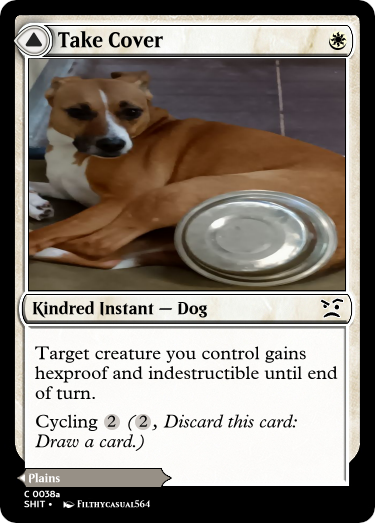 Take Cover
Kindred Instant — Dog
Target creature you control gains
hexproof and indestructible until end
of turn.
Cycling 2 (2, Discard this card:
Draw a card.)
Plains
C 0038a
SHIT • Filthycasual564